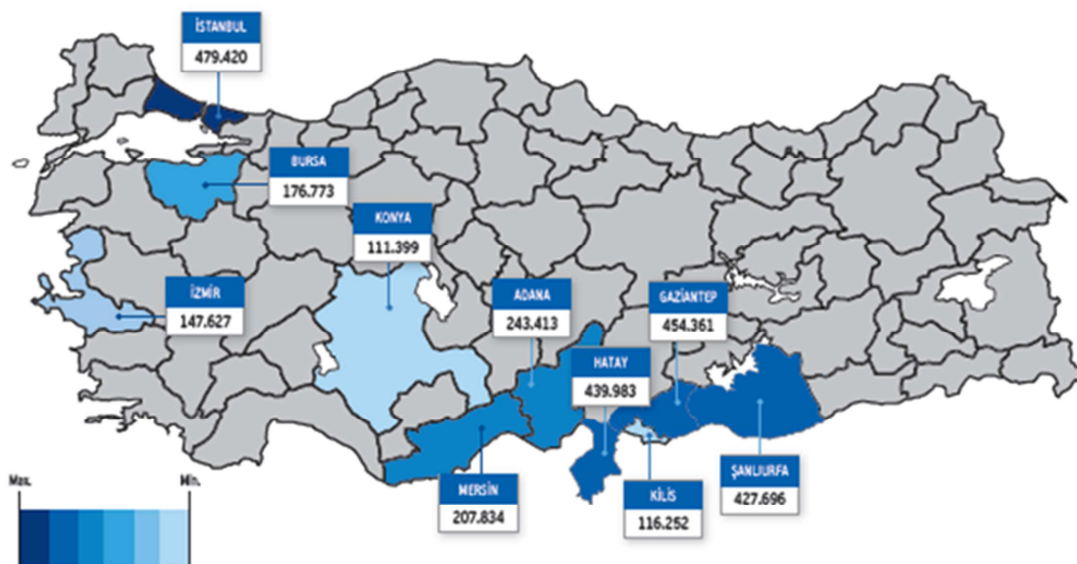 İSTANBUL
479.420
BURSA
176.773
KONYA
111.399
İZMİR
147.627
ADANA
243.413
GAZİANTEP
454.361
HATAY
439.983
MERSİN
207.834
KİLİS
116.252
ŞANLIURFA
427.696
Max.
Min.